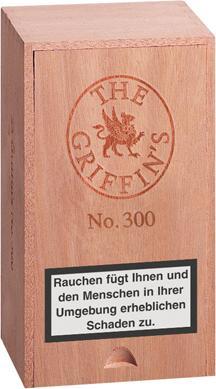 THE
GRIFFIN'S
No. 300
Rauchen fügt Ihnen und
den Menschen in Ihrer
Umgebung erheblichen
Schaden zu.